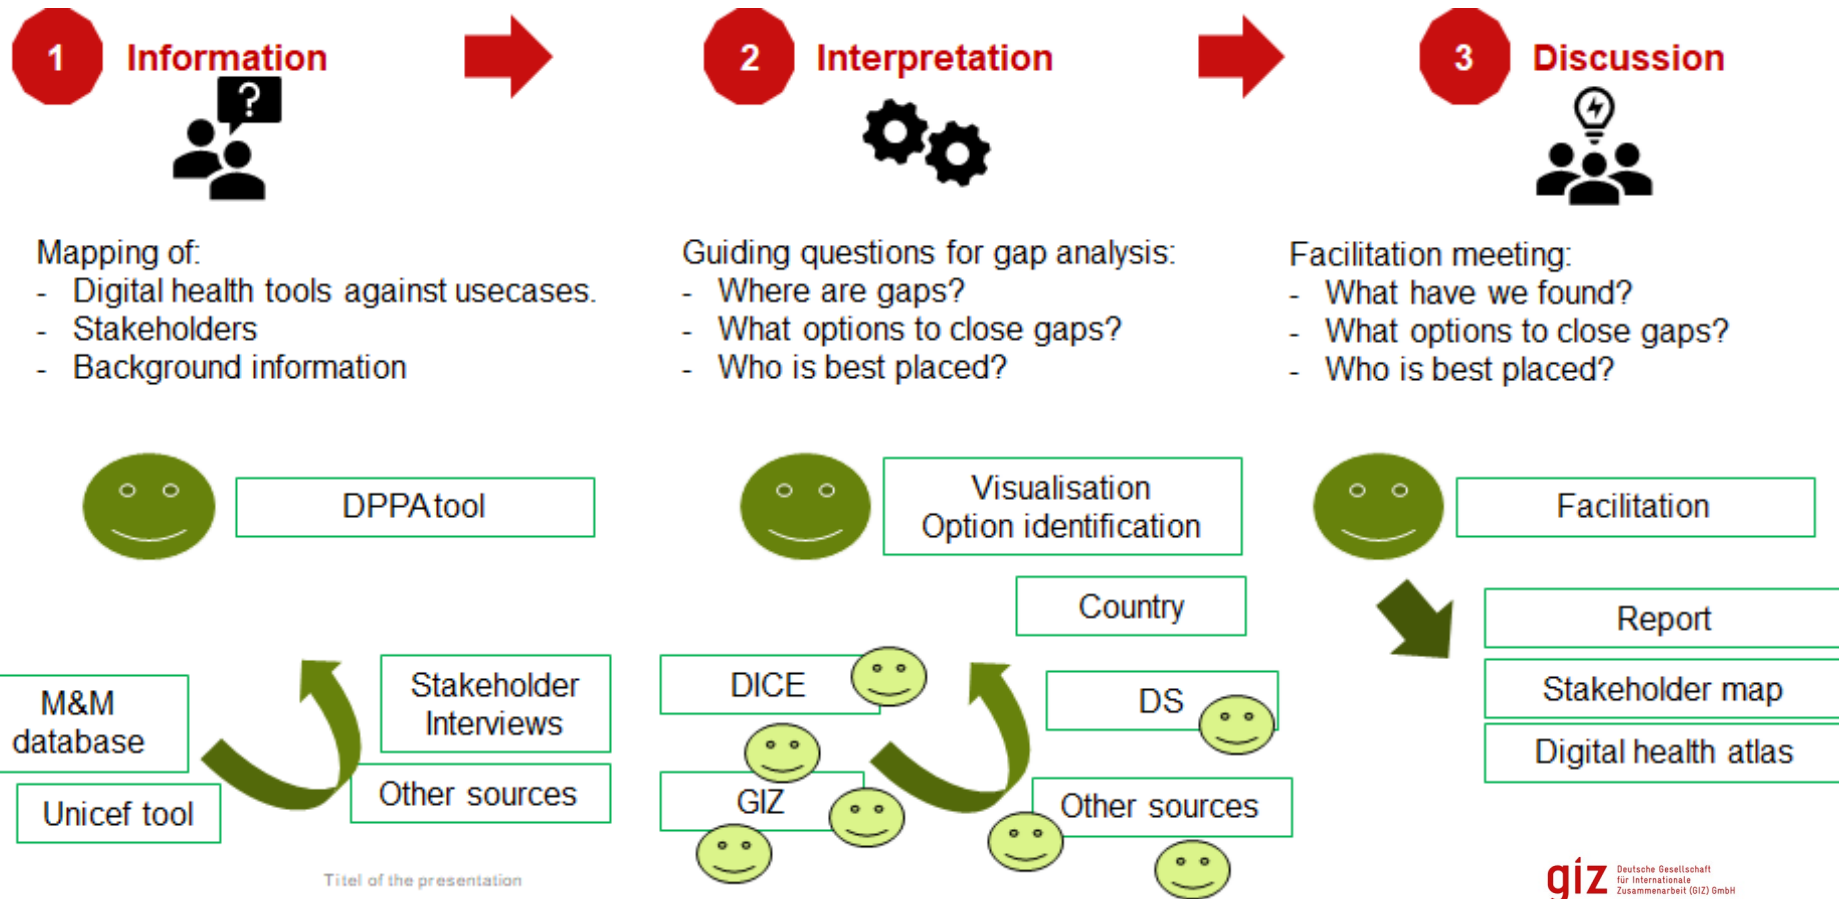 1 Information
2 Interpretation
3 Discussion
?
Mapping of:
- Digital health tools against usecases.
- Stakeholders
- Background information
Guiding questions for gap analysis:
- Where are gaps?
- What options to close gaps?
- Who is best placed?
Facilitation meeting:
- What have we found?
- What options to close gaps?
- Who is best placed?
DPPA tool
Visualisation
Option identification
Facilitation
M&M
database
Unicef tool
Stakeholder
Interviews
Other sources
Country
DICE
DS
GIZ
Other sources
Report
Stakeholder map
Digital health atlas
Titel of the presentation
giz
Deutsche Gesellschaft
für Internationale
Zusammenarbeit (GIZ) GmbH